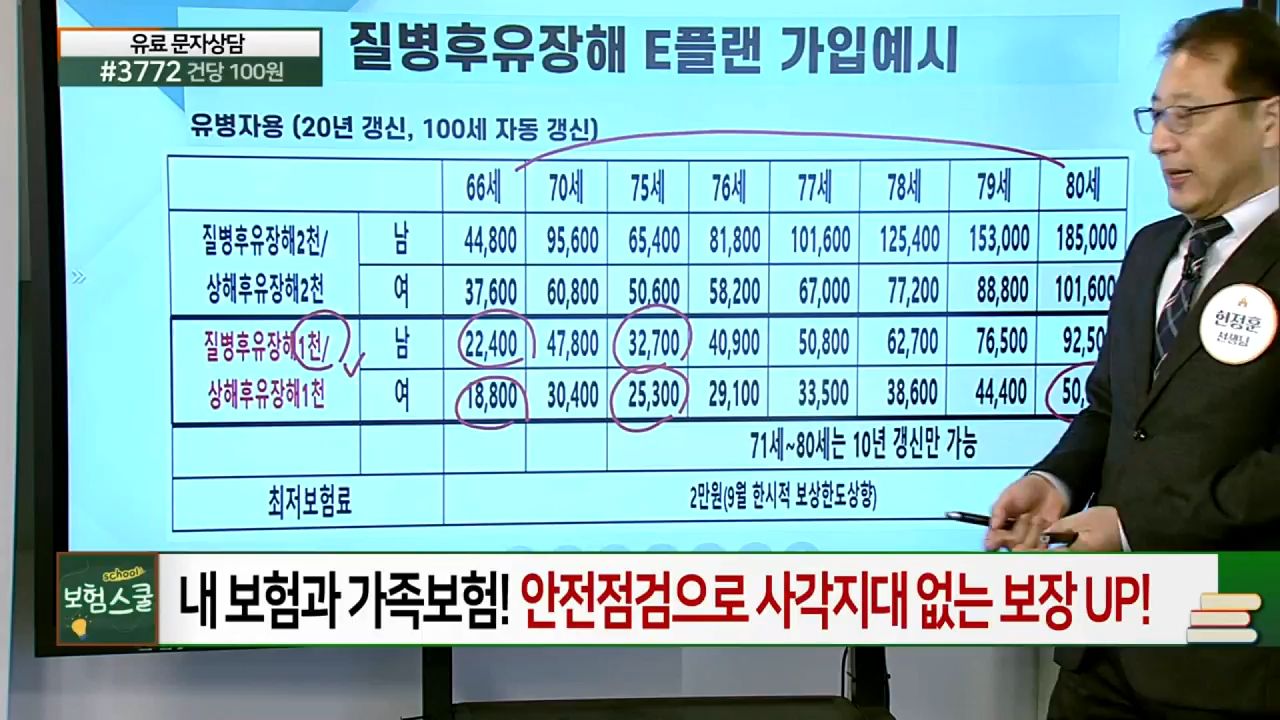 유료 문자상담
#3772 건당 100원
질병후유장해 E플랜 가입예시
유병자용 (20년 갱신, 100세 자동 갱신)
66세 70세 75세 76세 77세 78세 79세 80세
질병후유장해2천/ 남 44,800 95,600 65,400 81,800 101,600 125,400 153,000 185,000
상해후유장해2천 여 37,600 60,800 50,600 58,200 67,000 77,200 88,800 101,600
질병후유장해1천/ 남 22,400 47,800 32,700 40,900 50,800 62,700 76,500 92,50
상해후유장해1천 여 18,800 30,400 25,300 29,100 33,500 38,600 44,400 50,
71세~80세는 10년 갱신만 가능
최저보험료 2만원(9월 한시적 보상한도상향)
현정훈
선생님
school
보험스쿨
내 보험과 가족보험! 안전점검으로 사각지대 없는 보장 UP!